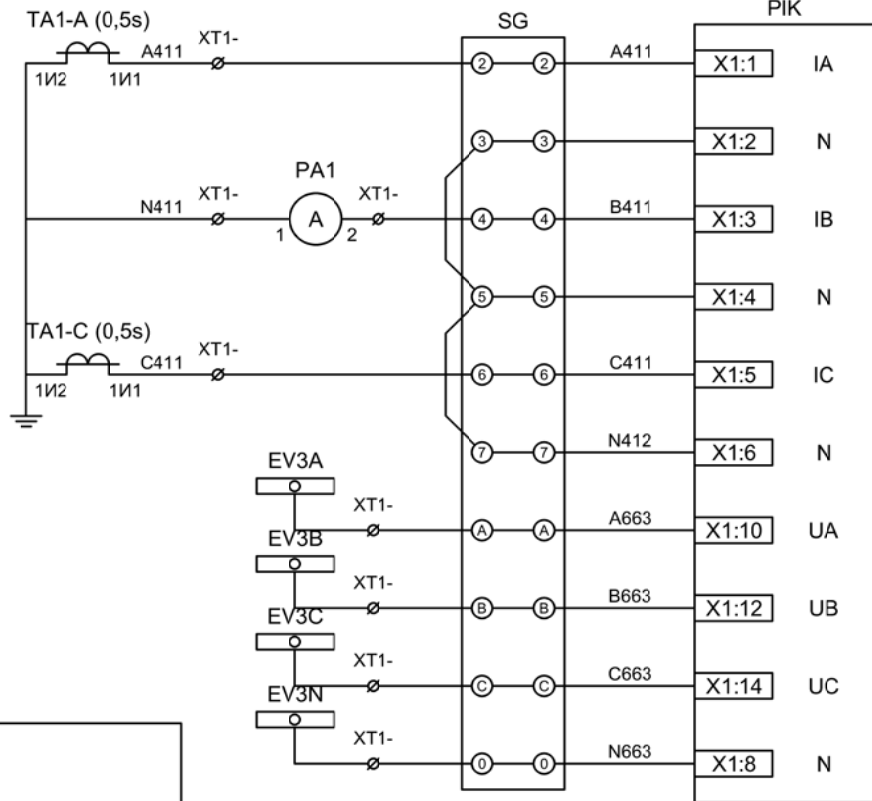 PIK
SG
TA1-A (0,5s)
XT1-
A411
1И2
1И1
2
2
A411
X1:1
IA
3
3
X1:2
N
PA1
N411
XT1-
XT1-
1
A
2
4
4
B411
X1:3
IB
5
5
X1:4
N
TA1-C (0,5s)
XT1-
C411
1И2
1И1
6
6
C411
X1:5
IC
7
7
N412
X1:6
N
EV3A
XT1-
A
A
A663
X1:10
UA
EV3B
XT1-
B
B
B663
X1:12
UB
EV3C
XT1-
C
C
C663
X1:14
UC
EV3N
XT1-
0
0
N663
X1:8
N